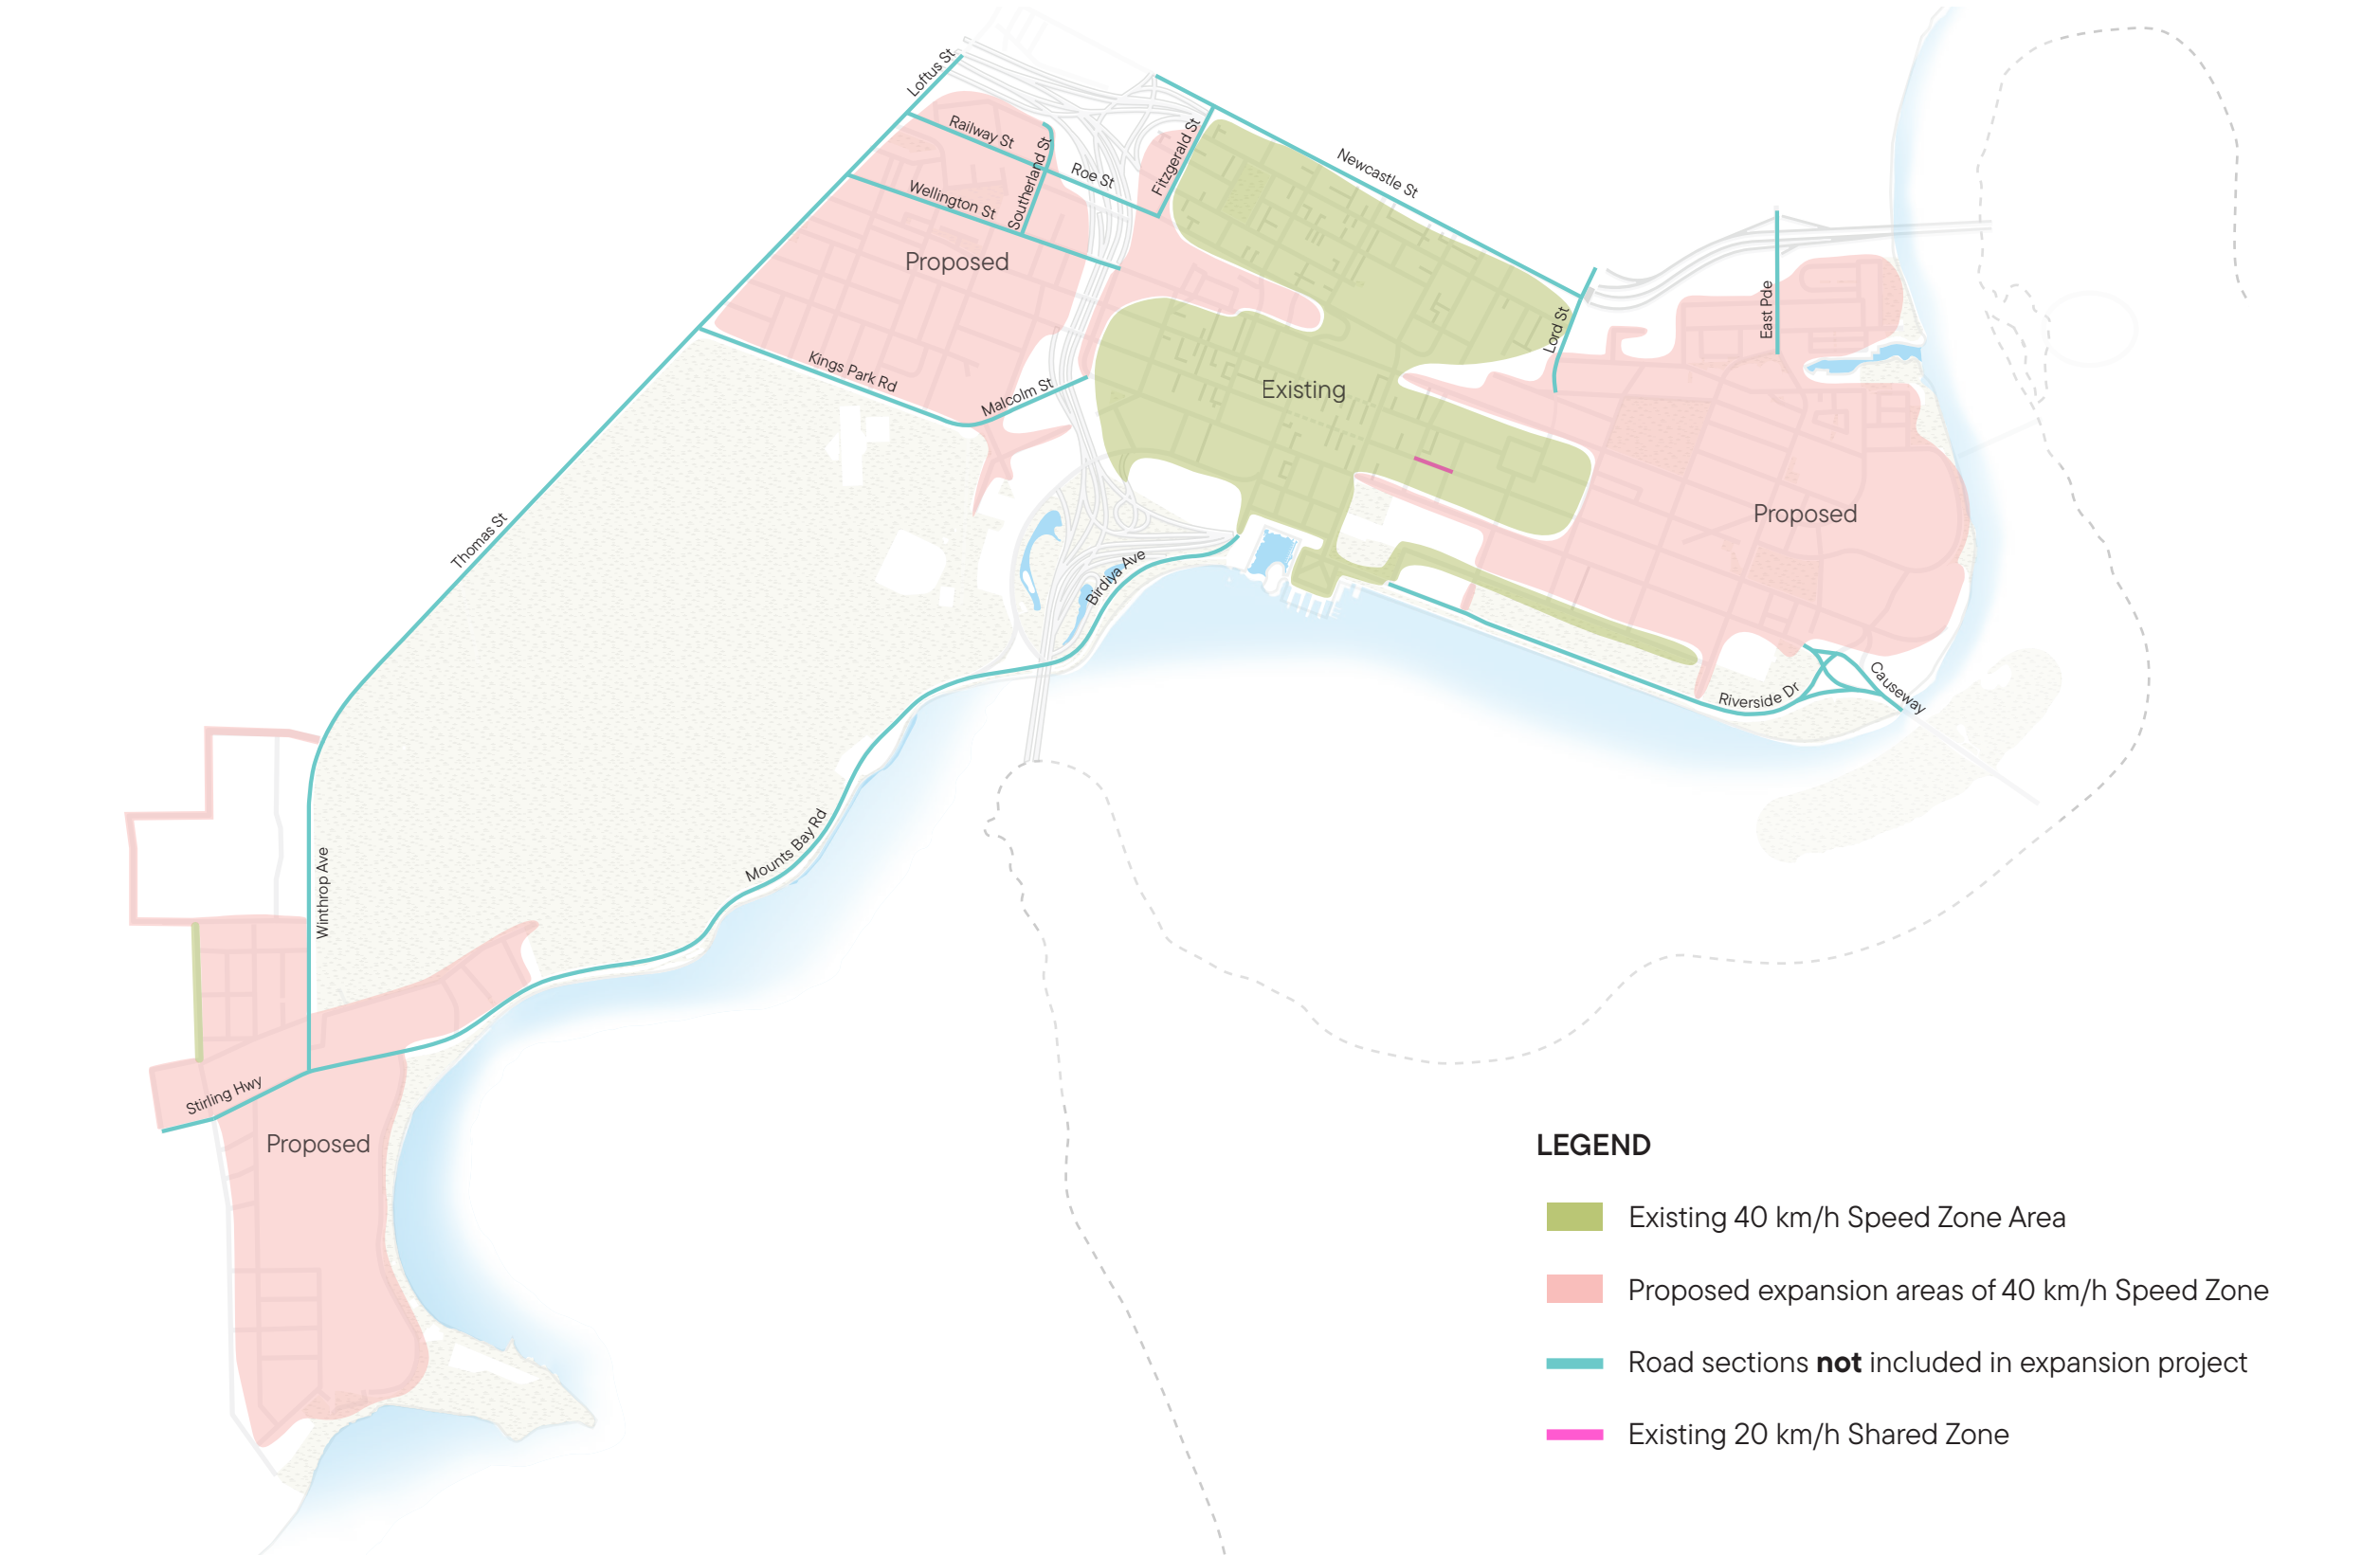 Loftus St
Railway St
Southerland St
Roe St
Fitzgerald St
Newcastle St
Wellington St
Proposed
East Pde
Lord St
Kings Park Rd
Malcolm St
Existing
Thomas St
Proposed
Birdiya Ave
Riverside Dr
Causeway
Mounts Bay Rd
Winthrop Ave
Stirling Hwy
Proposed
LEGEND
Existing 40 km/h Speed Zone Area
Proposed expansion areas of 40 km/h Speed Zone
Road sections not included in expansion project
Existing 20 km/h Shared Zone